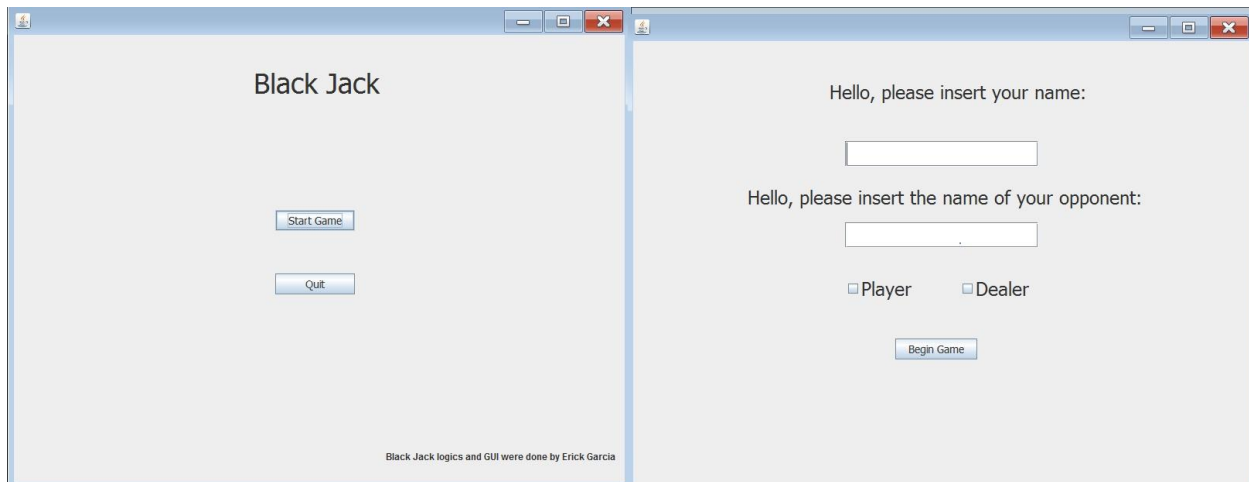 Black Jack
Start Game
Quit
Black Jack logics and GUI were done by Erick Garcia
Hello, please insert your name:
Hello, please insert the name of your opponent:
.
Player Dealer
Begin Game